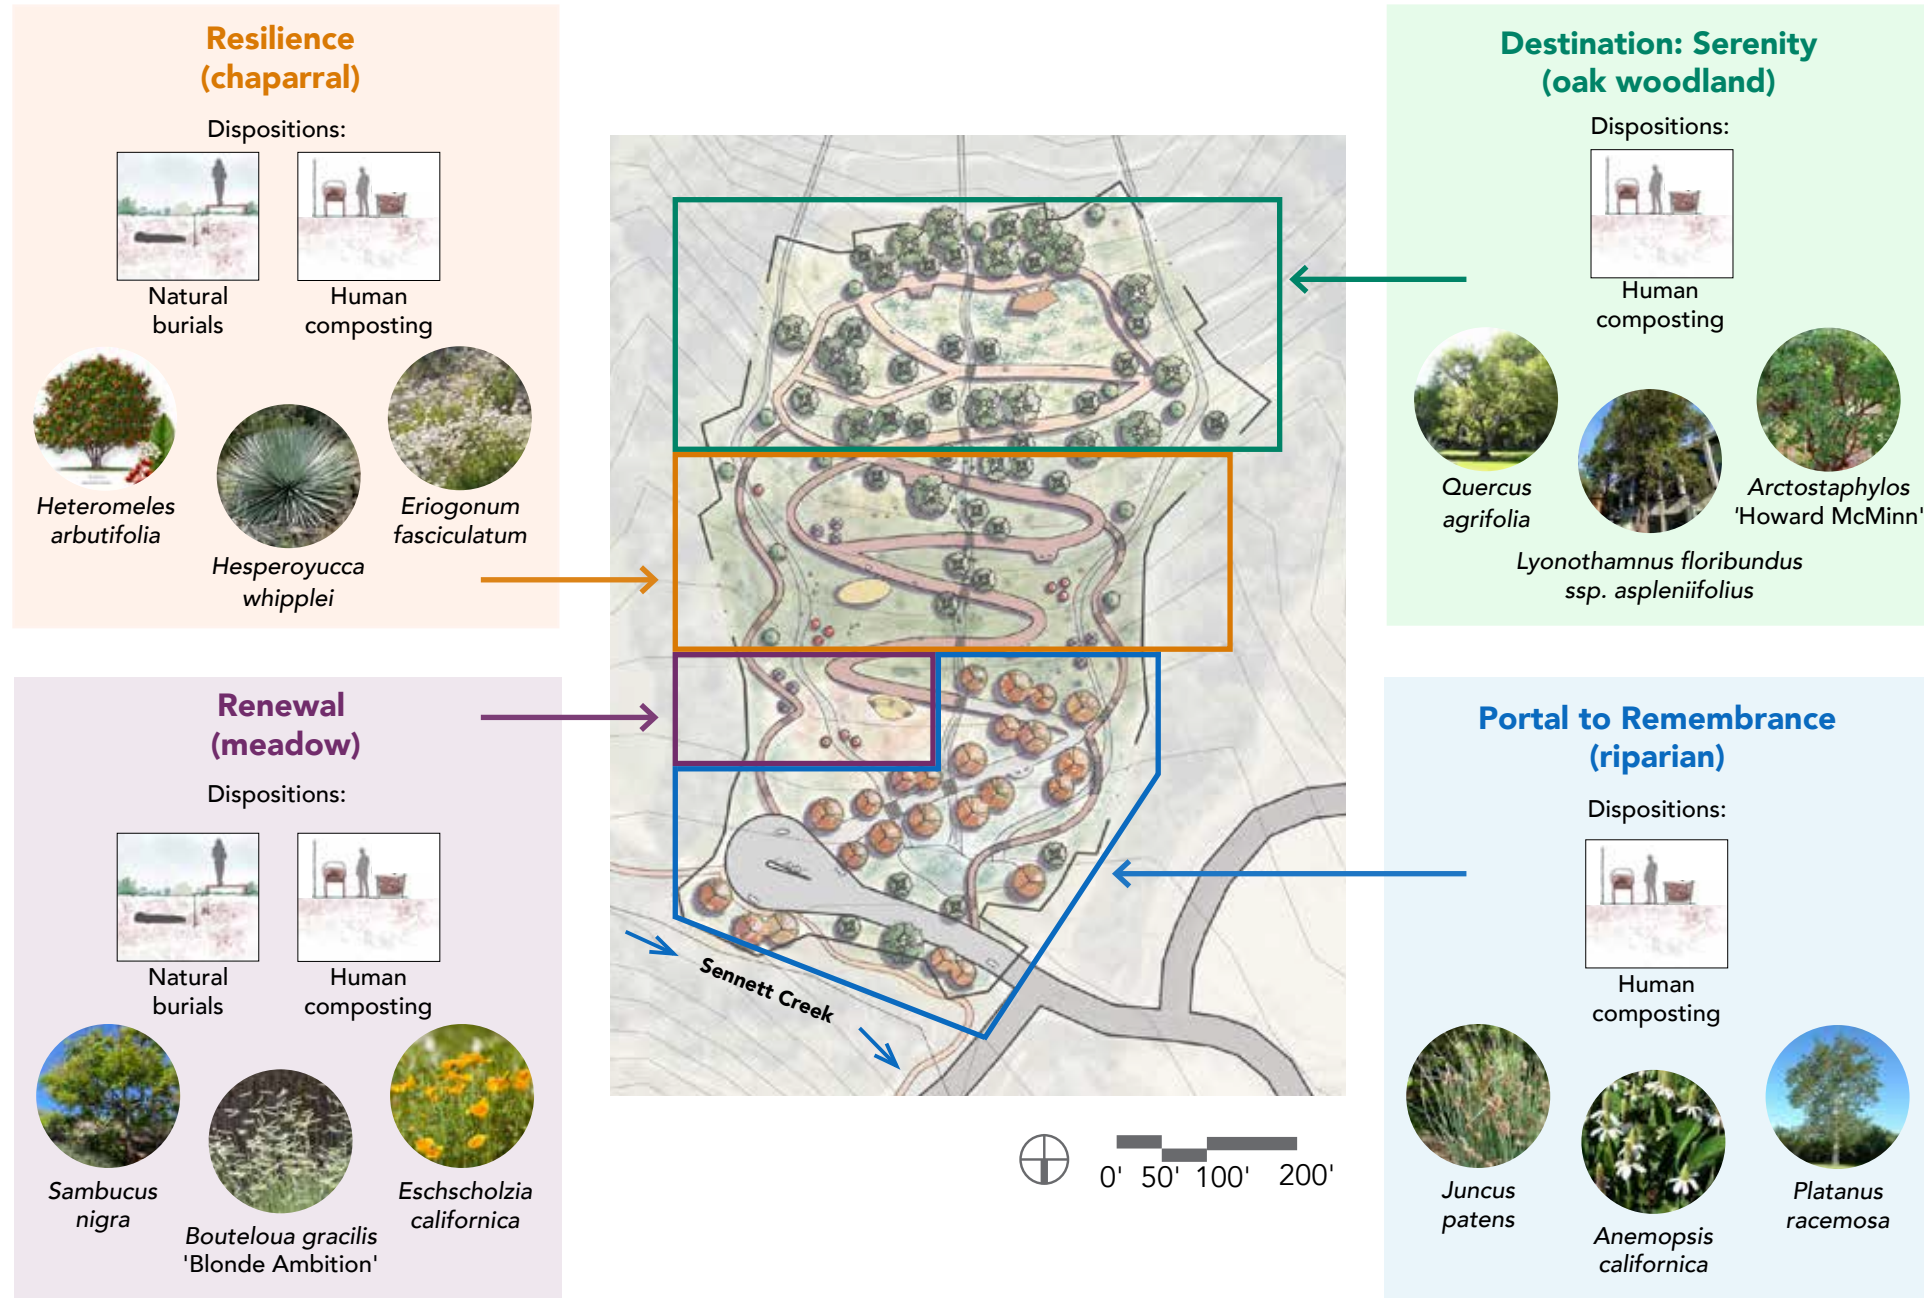 Resilience
(chaparral)
Dispositions:
Natural
burials
Human
composting
Heteromeles
arbutifolia
Hesperoyucca
whipplei
Eriogonum
fasciculatum
Renewal
(meadow)
Dispositions:
Natural
burials
Human
composting
Sambucus
nigra
Bouteloua gracilis
'Blonde Ambition'
Eschscholzia
californica
Sennett Creek
0' 50' 100' 200'
Destination: Serenity
(oak woodland)
Dispositions:
Human
composting
Quercus
agrifolia
Lyonothamnus floribundus
ssp. aspleniifolius
Arctostaphylos
'Howard McMinn'
Portal to Remembrance
(riparian)
Dispositions:
Human
composting
Juncus
patens
Anemopsis
californica
Platanus
racemosa